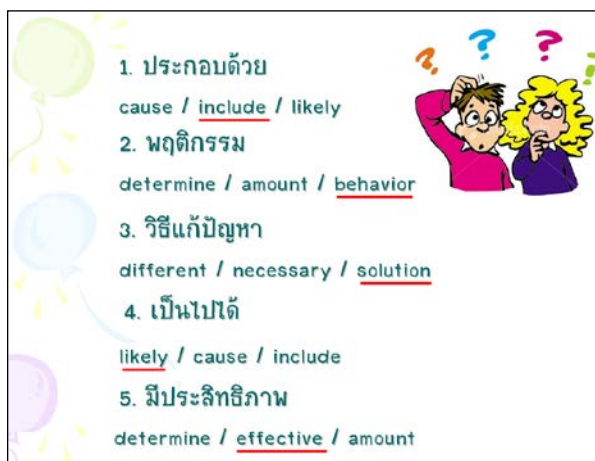 1. ประกอบด้วย
cause / include / likely
2. พฤติกรรม
determine / amount / behavior
3. วิธีแก้ปัญหา
different / necessary / solution
4. เป็นไปได้
likely / cause / include
5. มีประสิทธิภาพ
determine / effective / amount